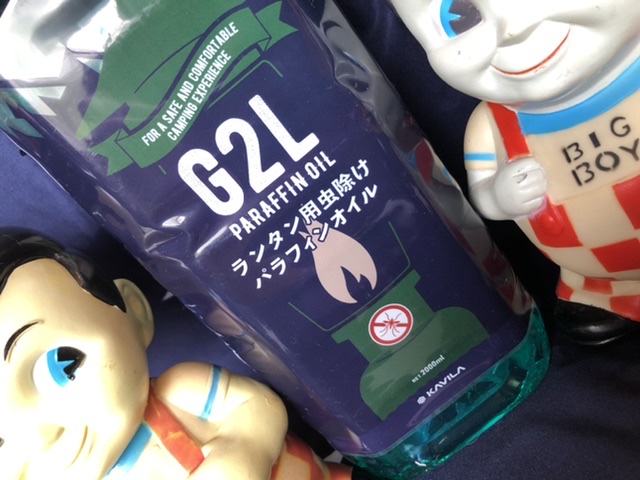 FOR A SAFE AND COMFORTABLE
CAMPING EXPERIENCE
G2L
PARAFFIN OIL
ランタン用虫除け
パラフィンオイル
NET 2000ml
KAVILA
BIG
BOY